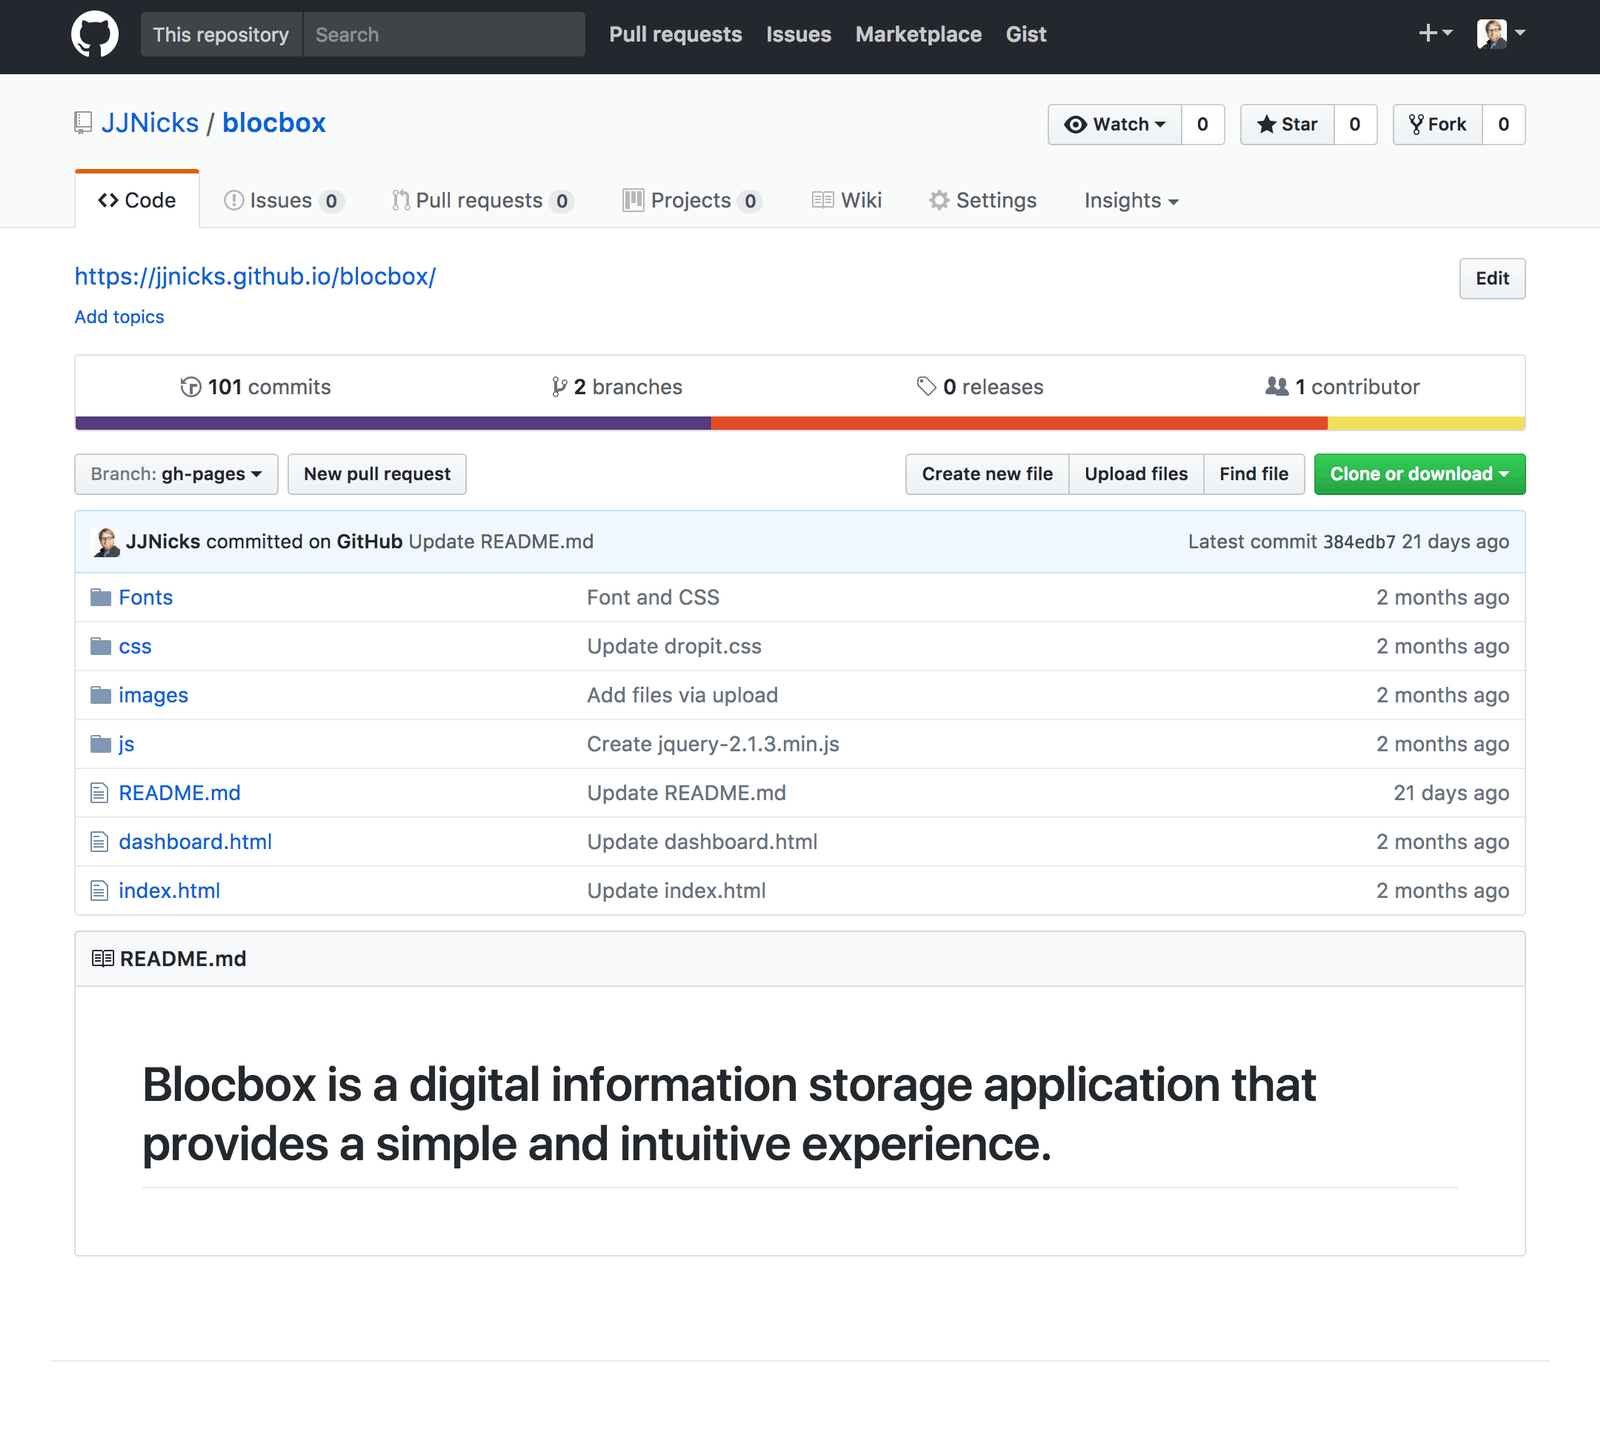 This repository Search Pull requests Issues Marketplace Gist
JJNicks / blocbox Watch 0 Star 0 Fork 0
Code Issues 0 Pull requests 0 Projects 0 Wiki Settings Insights
https://jjnicks.github.io/blocbox/ Edit
Add topics
101 commits 2 branches 0 releases 1 contributor
Branch: gh-pages New pull request Create new file Upload files Find file Clone or download
JJNicks committed on GitHub Update README.md Latest commit 384edb7 21 days ago
Fonts Font and CSS 2 months ago
css Update dropit.css 2 months ago
images Add files via upload 2 months ago
js Create jquery-2.1.3.min.js 2 months ago
README.md Update README.md 21 days ago
dashboard.html Update dashboard.html 2 months ago
index.html Update index.html 2 months ago
README.md
Blocbox is a digital information storage application that
provides a simple and intuitive experience.